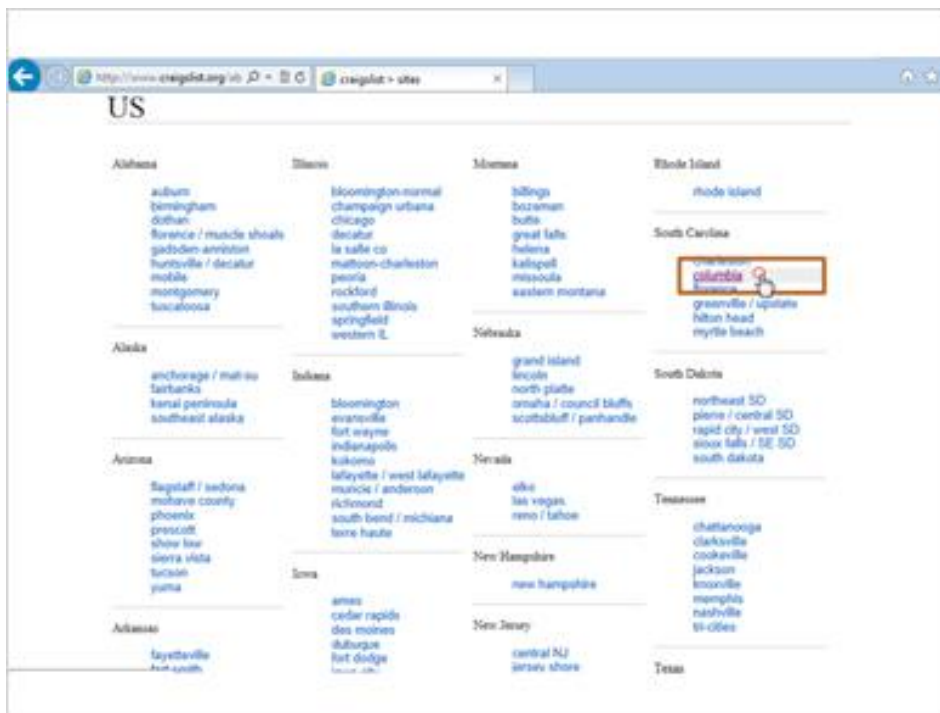 craigslist > sites
US
Alabama
auburn
birmingham
dothan
florence / muscle shoals
gadsden-anniston
huntsville / decatur
mobile
montgomery
tuscaloosa
Alaska
anchorage / mat-su
fairbanks
kenai peninsula
southeast alaska
Arizona
flagstaff / sedona
mohave county
phoenix
prescott
show low
sierra vista
tucson
yuma
Arkansas
fayetteville
fort smith
Illinois
bloomington-normal
champaign urbana
chicago
decatur
la salle co
mattoon-charleston
peoria
rockford
southern illinois
springfield
western IL
Indiana
bloomington
evansville
fort wayne
indianapolis
kokomo
lafayette / west lafayette
muncie / anderson
richmond
south bend / michiana
terre haute
Iowa
ames
cedar rapids
des moines
dubuque
fort dodge
iowa city
Montana
billings
bozeman
butte
great falls
helena
kalispell
missoula
eastern montana
Nebraska
grand island
lincoln
north platte
omaha / council bluffs
scottsbluff / panhandle
Nevada
elko
las vegas
reno / tahoe
New Hampshire
new hampshire
New Jersey
central NJ
jersey shore
Rhode Island
rhode island
South Carolina
charleston
columbia
florence
greenville / upstate
hilton head
myrtle beach
South Dakota
northeast SD
pierre / central SD
rapid city / west SD
sioux falls / SE SD
south dakota
Tennessee
chattanooga
clarksville
cookeville
jackson
knoxville
memphis
nashville
tri-cities
Texas